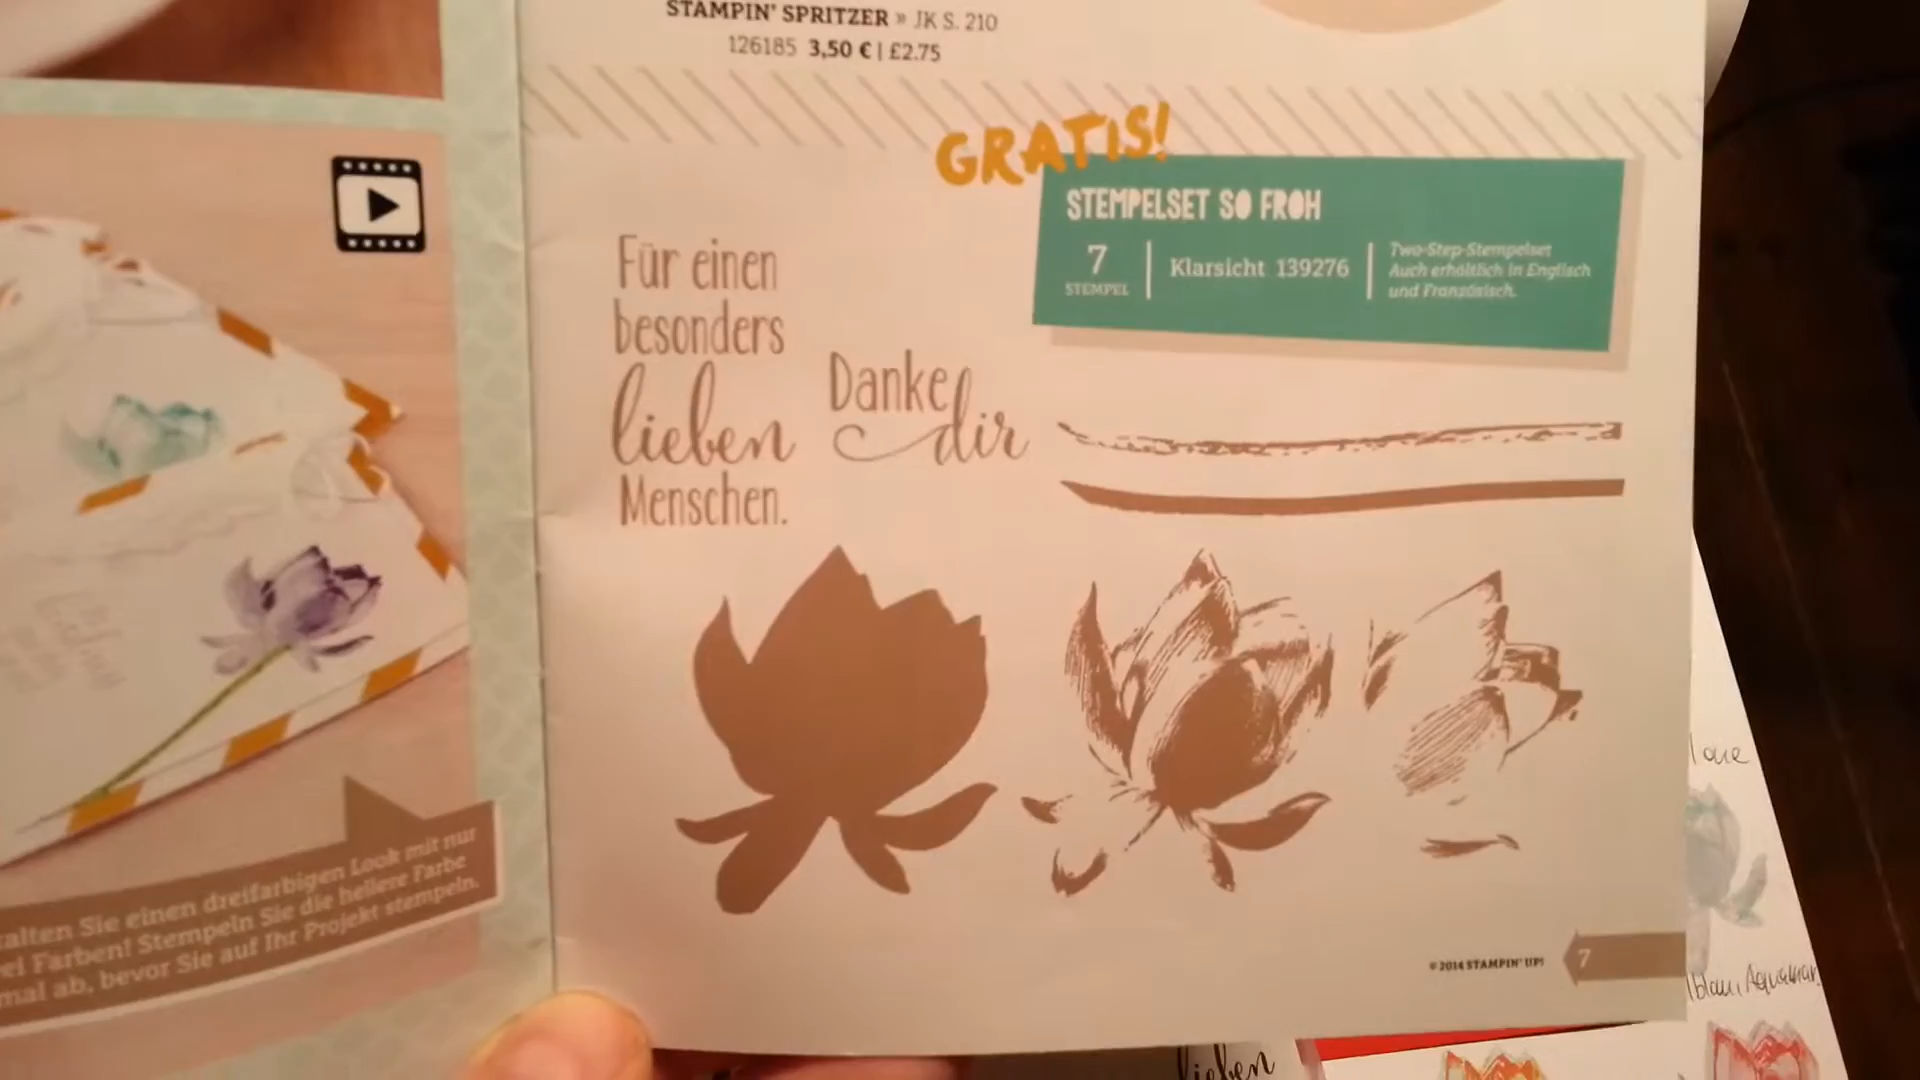 STAMPIN' SPRITZER » JK S. 210
126185 3,50 € | £2.75
GRATIS!
STEMPELSET SO FROH
7
STEMPEL
Klarsicht 139276
Two-Step-Stempelset
Auch erhältlich in Englisch
und Französisch.
Für einen
besonders
lieben
Menschen.
Danke
dir
alten Sie einen dreifarbigen Look mit nur
ei Farben! Stempeln Sie die hellere Farbe
mal ab, bevor Sie auf Ihr Projekt stempeln.
© 2014 STAMPIN' UP!
7
lieben